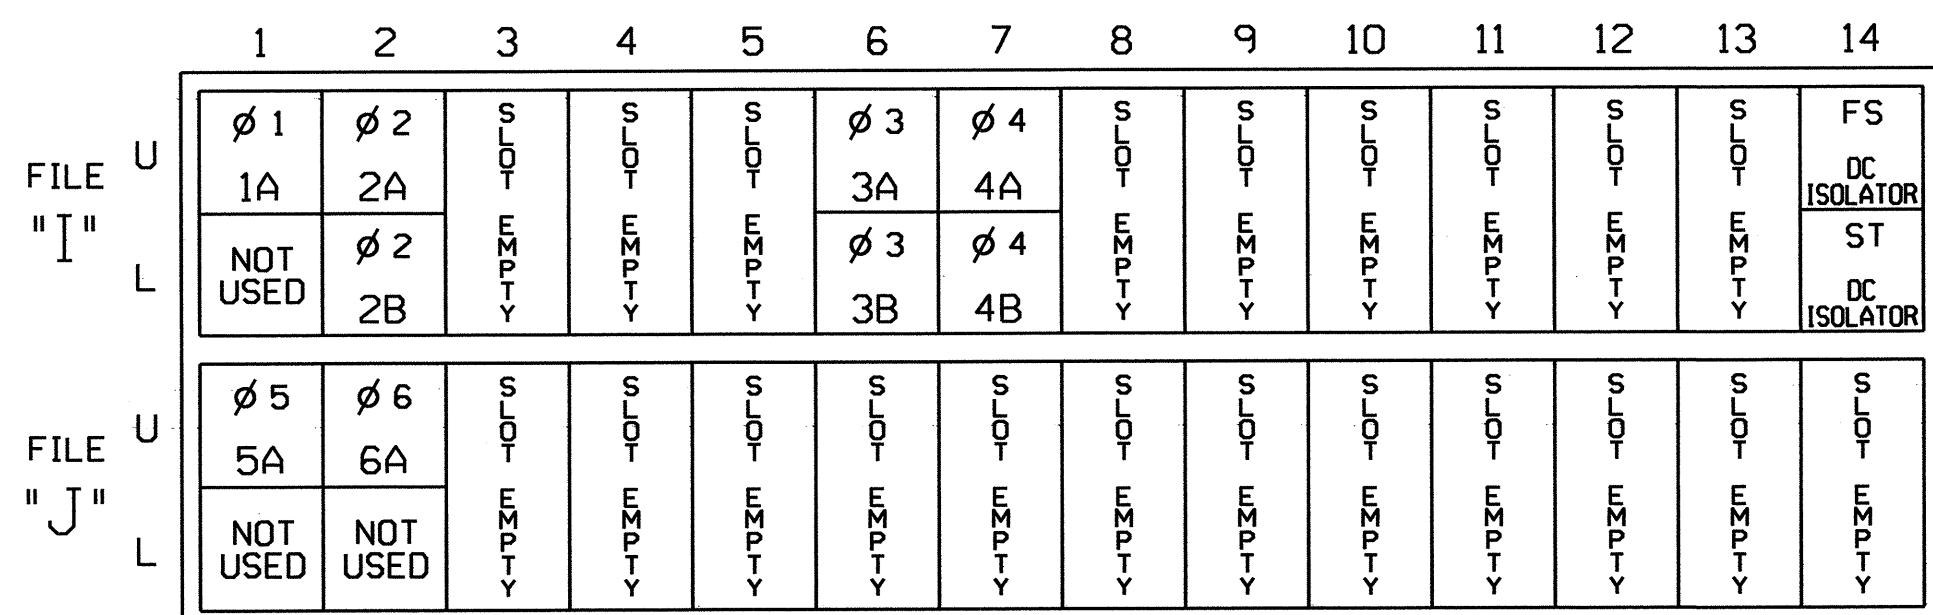 1 2 3 4 5 6 7 8 9 10 11 12 13 14
FILE "I"
U
L
ø 1 1A
NOT USED
ø 2 2A
ø 2 2B
SLOT EMPTY
SLOT EMPTY
SLOT EMPTY
ø 3 3A
ø 3 3B
ø 4 4A
ø 4 4B
SLOT EMPTY
SLOT EMPTY
SLOT EMPTY
SLOT EMPTY
SLOT EMPTY
SLOT EMPTY
FS DC ISOLATOR
ST DC ISOLATOR
FILE "J"
U
L
ø 5 5A
NOT USED
ø 6 6A
NOT USED
SLOT EMPTY
SLOT EMPTY
SLOT EMPTY
SLOT EMPTY
SLOT EMPTY
SLOT EMPTY
SLOT EMPTY
SLOT EMPTY
SLOT EMPTY
SLOT EMPTY
SLOT EMPTY
SLOT EMPTY